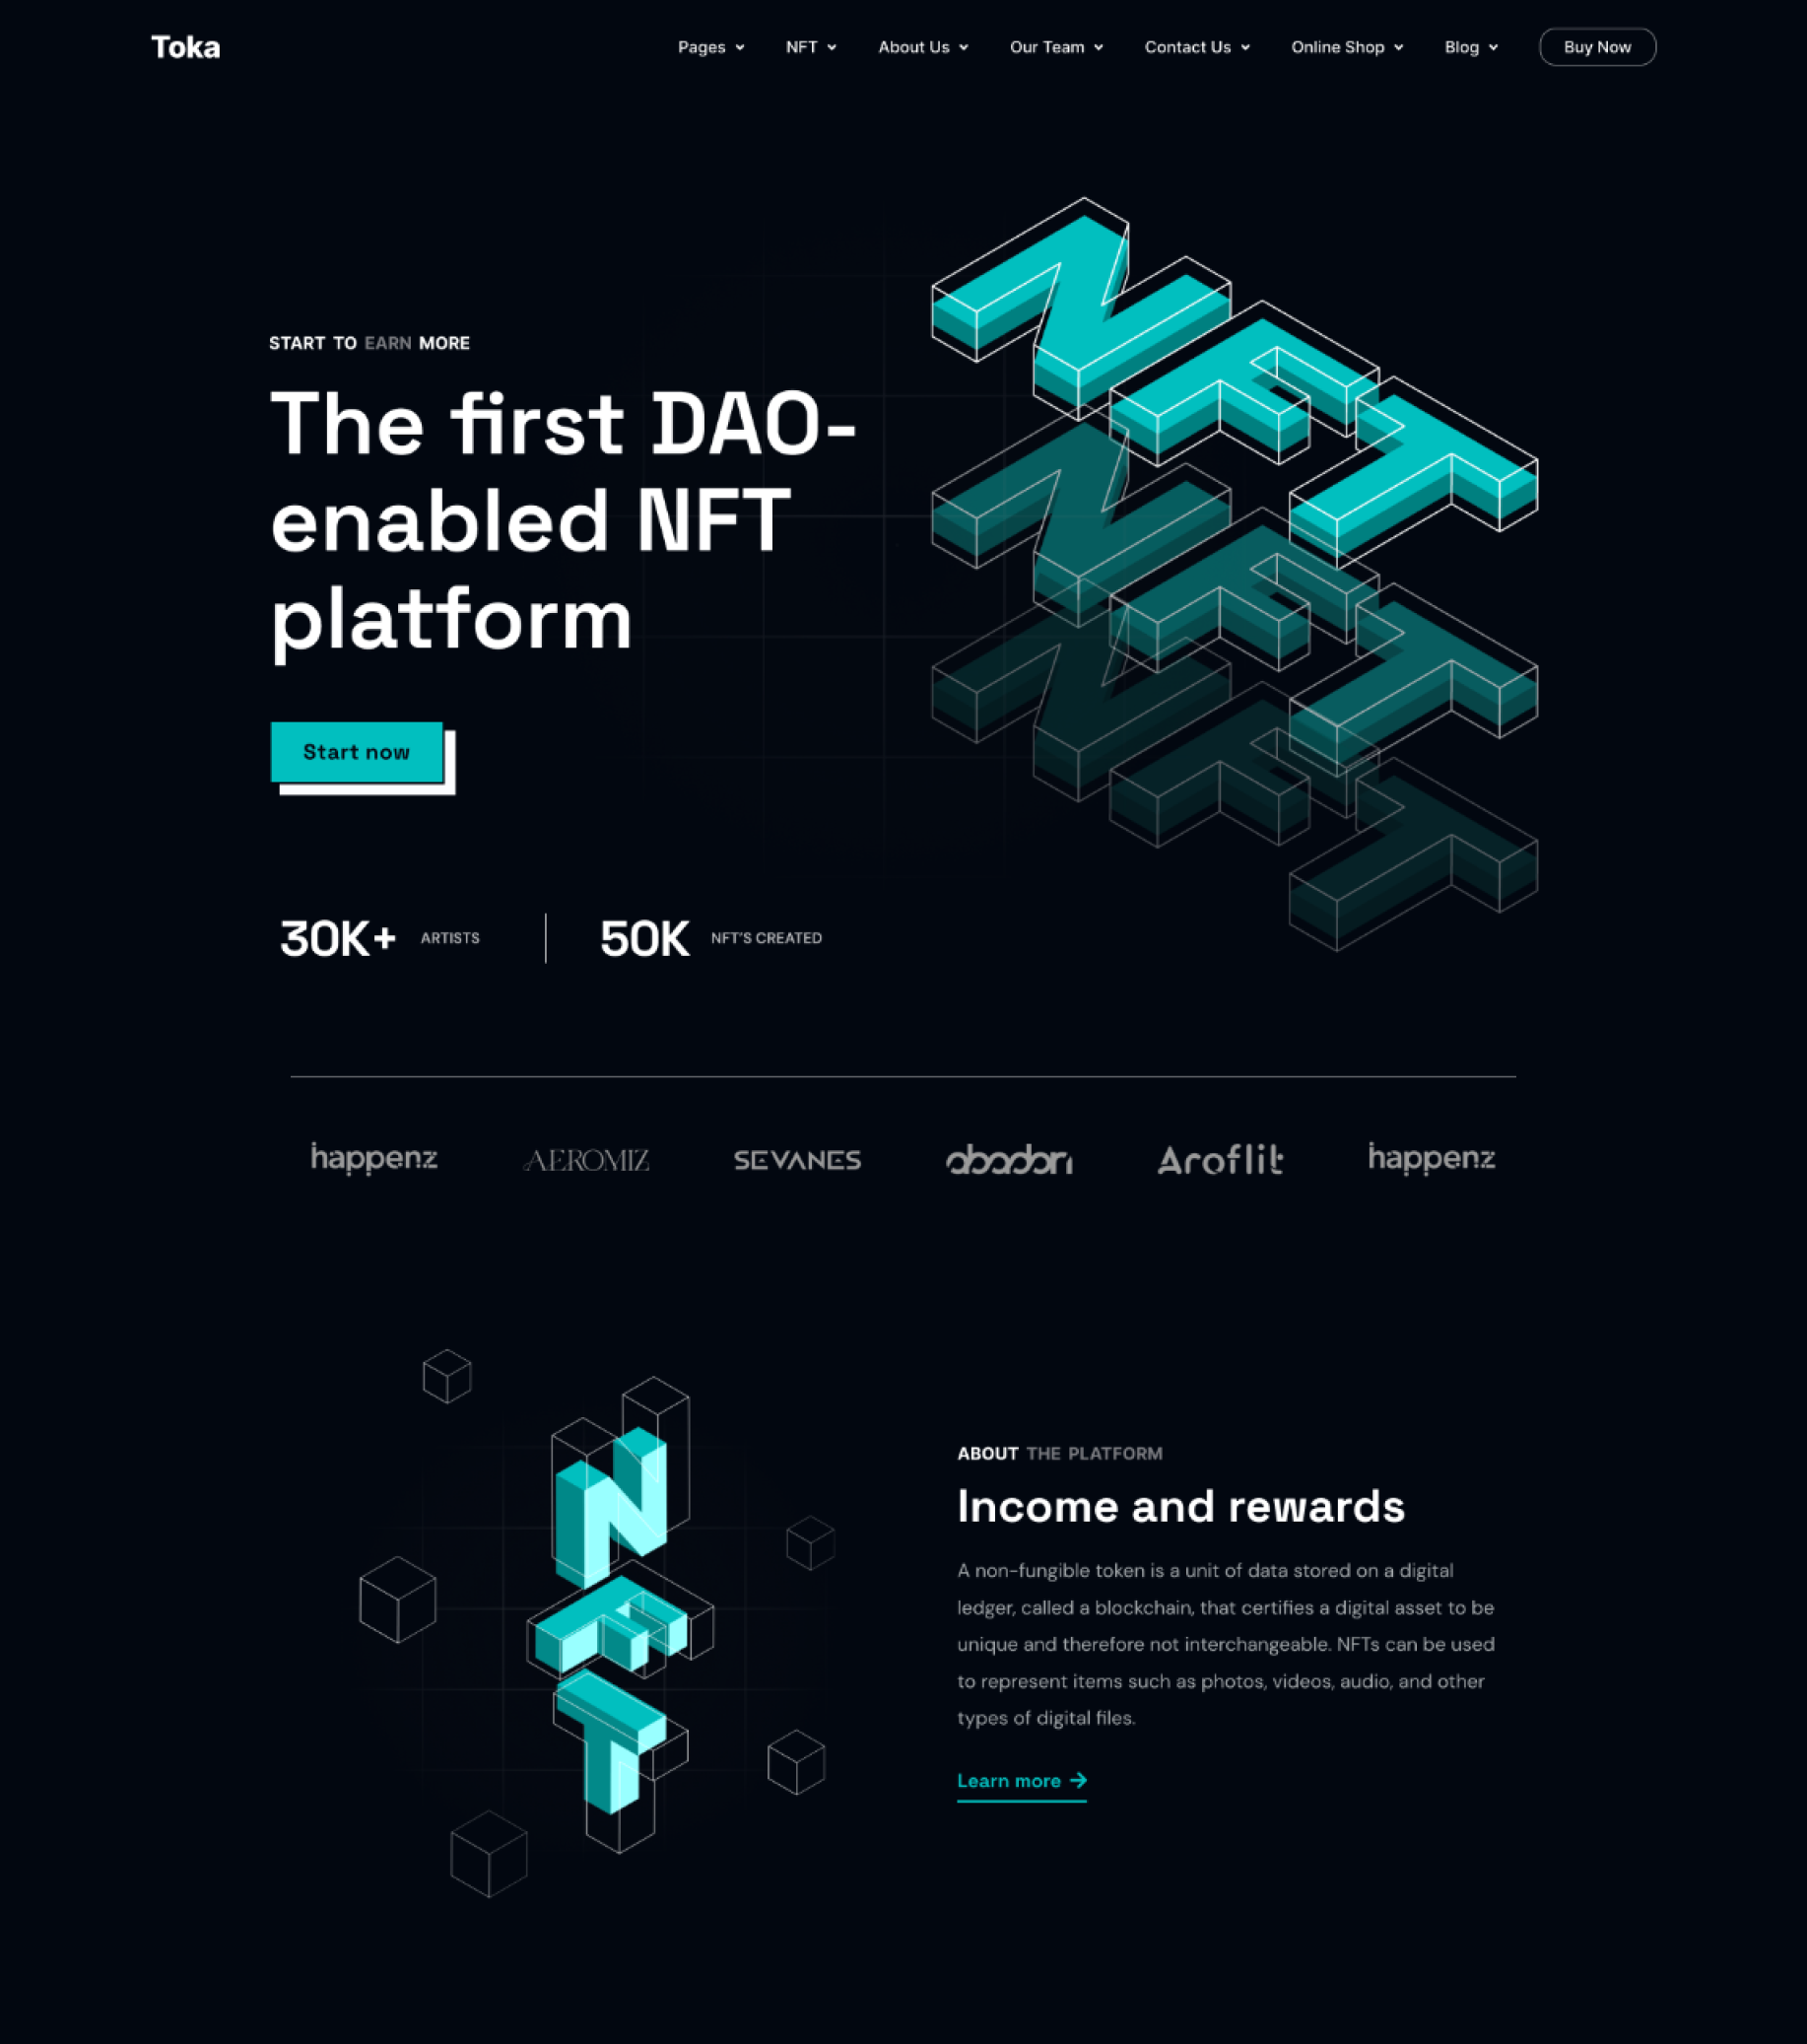 Toka
Pages NFT About Us Our Team Contact Us Online Shop Blog Buy Now
NFT
NFT
NFT
START TO EARN MORE
The first DAO-
enabled NFT
platform
Start now
30K+ ARTISTS 50K NFT'S CREATED
happenz AEROMIZ SEVANES abadon Aroflit happenz
NFT
ABOUT THE PLATFORM
Income and rewards
A non-fungible token is a unit of data stored on a digital
ledger, called a blockchain, that certifies a digital asset to be
unique and therefore not interchangeable. NFTs can be used
to represent items such as photos, videos, audio, and other
types of digital files.
Learn more